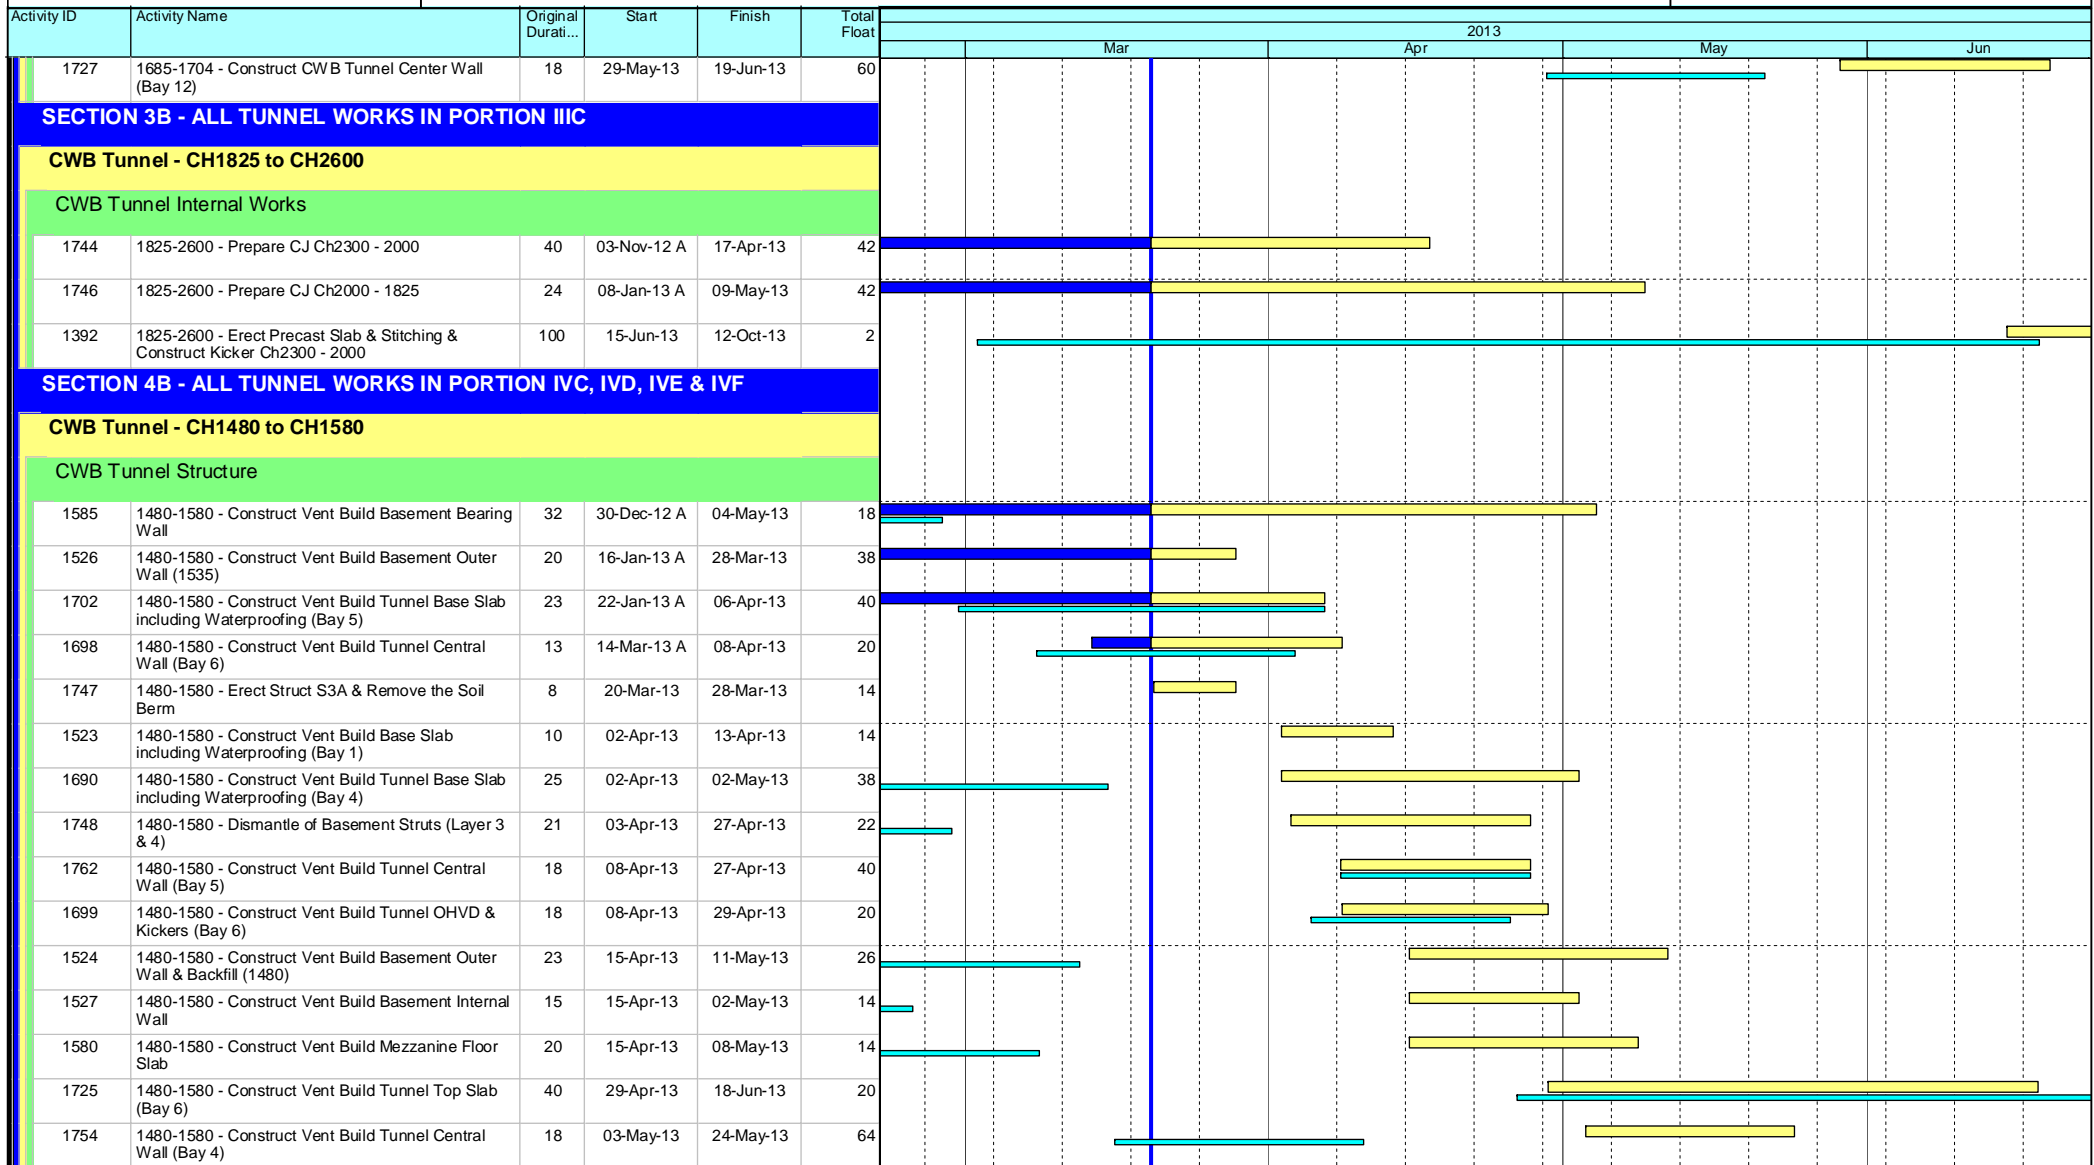 Activity ID Activity Name Original Start Finish Total
Durati... Float
2013
Mar Apr May Jun
1727 1685-1704 - Construct CWB Tunnel Center Wall 18 29-May-13 19-Jun-13 60
(Bay 12)
SECTION 3B - ALL TUNNEL WORKS IN PORTION IIIC
CWB Tunnel - CH1825 to CH2600
CWB Tunnel Internal Works
1744 1825-2600 - Prepare CJ Ch2300 - 2000 40 03-Nov-12 A 17-Apr-13 42
1746 1825-2600 - Prepare CJ Ch2000 - 1825 24 08-Jan-13 A 09-May-13 42
1392 1825-2600 - Erect Precast Slab & Stitching & 100 15-Jun-13 12-Oct-13 2
Construct Kicker Ch2300 - 2000
SECTION 4B - ALL TUNNEL WORKS IN PORTION IVC, IVD, IVE & IVF
CWB Tunnel - CH1480 to CH1580
CWB Tunnel Structure
1585 1480-1580 - Construct Vent Build Basement Bearing 32 30-Dec-12 A 04-May-13 18
Wall
1526 1480-1580 - Construct Vent Build Basement Outer 20 16-Jan-13 A 28-Mar-13 38
Wall (1535)
1702 1480-1580 - Construct Vent Build Tunnel Base Slab 23 22-Jan-13 A 06-Apr-13 40
including Waterproofing (Bay 5)
1698 1480-1580 - Construct Vent Build Tunnel Central 13 14-Mar-13 A 08-Apr-13 20
Wall (Bay 6)
1747 1480-1580 - Erect Struct S3A & Remove the Soil 8 20-Mar-13 28-Mar-13 14
Berm
1523 1480-1580 - Construct Vent Build Base Slab 10 02-Apr-13 13-Apr-13 14
including Waterproofing (Bay 1)
1690 1480-1580 - Construct Vent Build Tunnel Base Slab 25 02-Apr-13 02-May-13 38
including Waterproofing (Bay 4)
1748 1480-1580 - Dismantle of Basement Struts (Layer 3 21 03-Apr-13 27-Apr-13 22
& 4)
1762 1480-1580 - Construct Vent Build Tunnel Central 18 08-Apr-13 27-Apr-13 40
Wall (Bay 5)
1699 1480-1580 - Construct Vent Build Tunnel OHVD & 18 08-Apr-13 29-Apr-13 20
Kickers (Bay 6)
1524 1480-1580 - Construct Vent Build Basement Outer 23 15-Apr-13 11-May-13 26
Wall & Backfill (1480)
1527 1480-1580 - Construct Vent Build Basement Internal 15 15-Apr-13 02-May-13 14
Wall
1580 1480-1580 - Construct Vent Build Mezzanine Floor 20 15-Apr-13 08-May-13 14
Slab
1725 1480-1580 - Construct Vent Build Tunnel Top Slab 40 29-Apr-13 18-Jun-13 20
(Bay 6)
1754 1480-1580 - Construct Vent Build Tunnel Central 18 03-May-13 24-May-13 64
Wall (Bay 4)